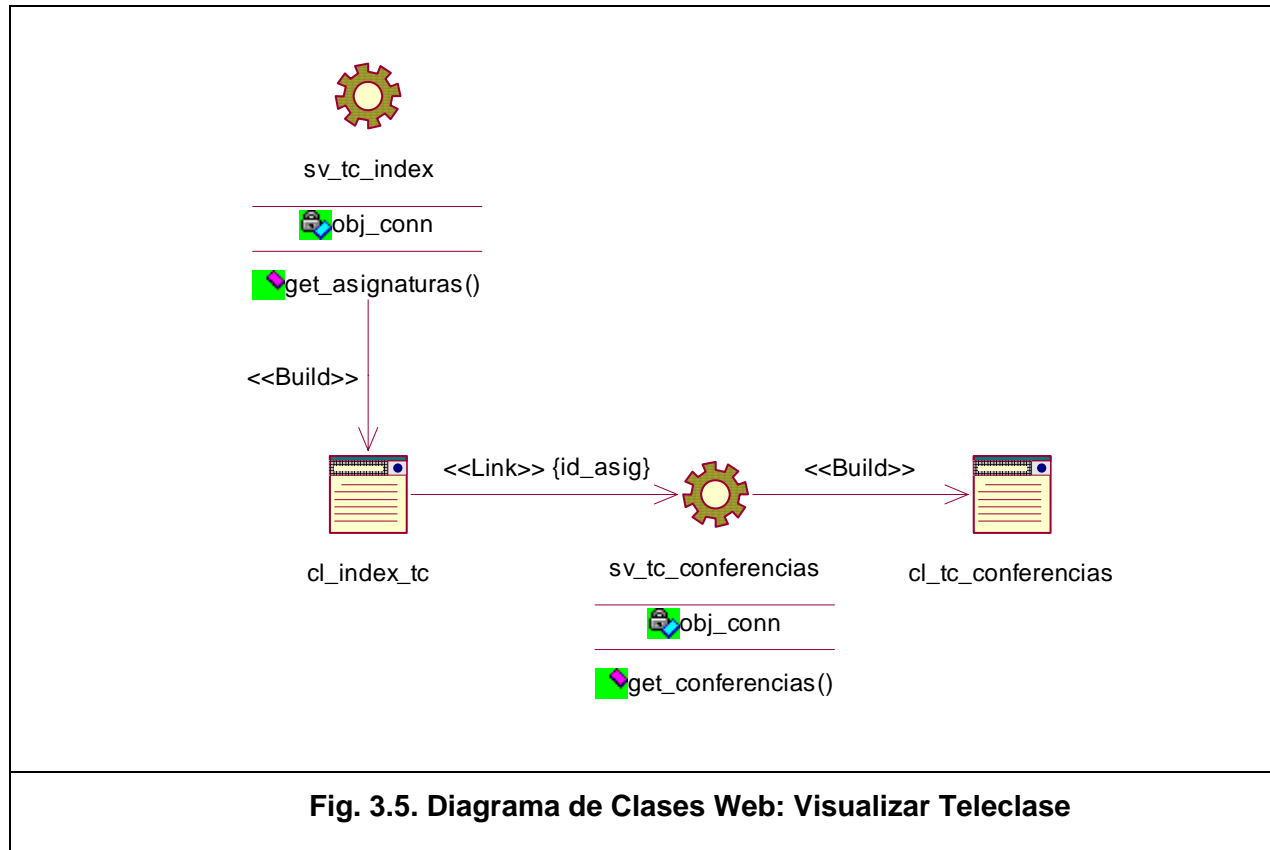 sv_tc_index
obj_conn
get_asignaturas()
<<Build>>
<<Link>> {id_asig}
<<Build>>
cl_index_tc
sv_tc_conferencias
cl_tc_conferencias
obj_conn
get_conferencias()
Fig. 3.5. Diagrama de Clases Web: Visualizar Teleclase